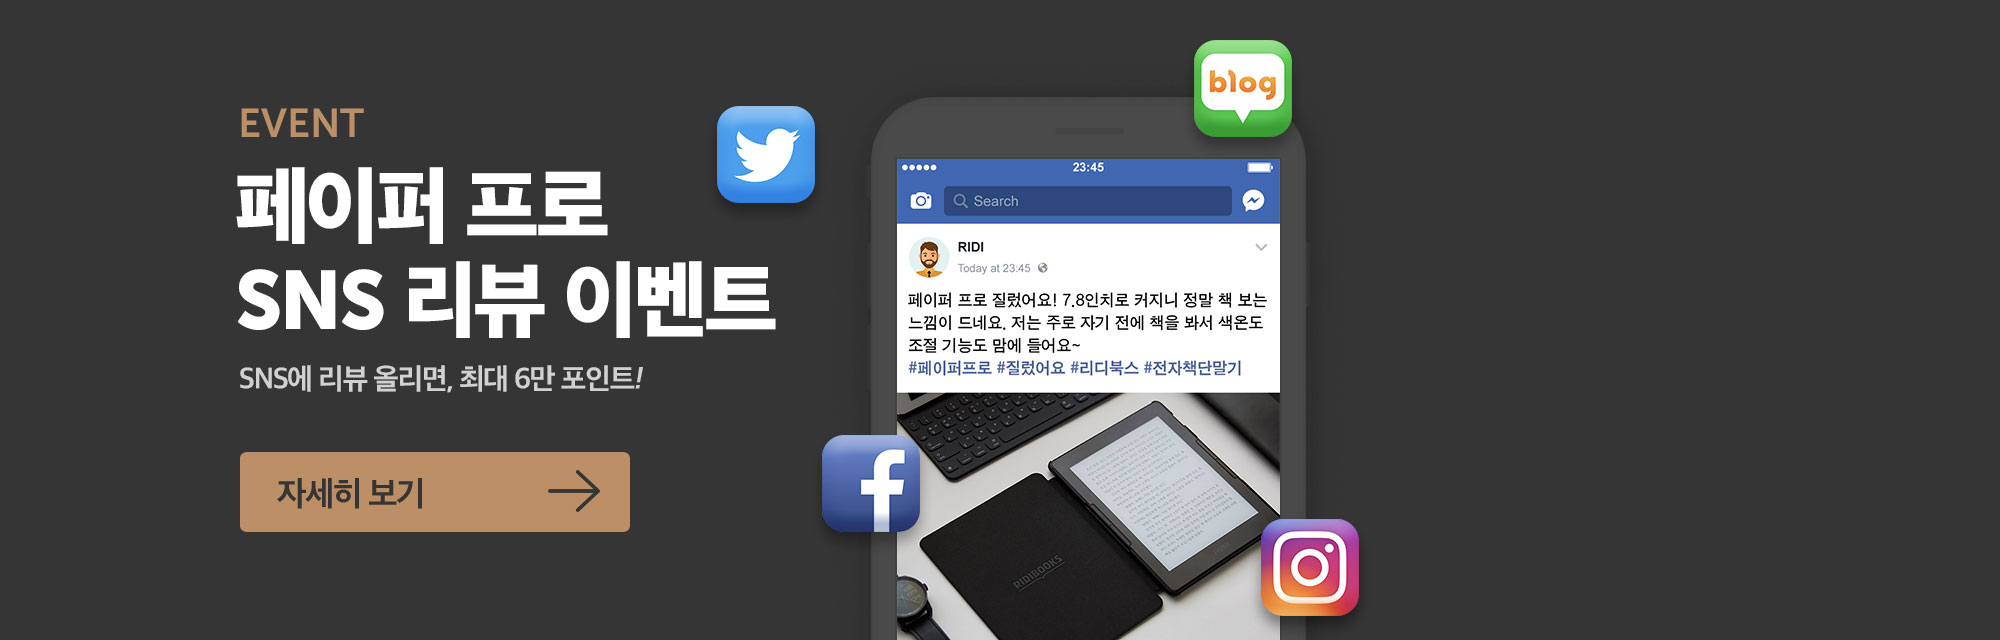 EVENT
페이퍼 프로
SNS 리뷰 이벤트
SNS에 리뷰 올리면, 최대 6만 포인트!
자세히 보기
blog
23:45
Search
RIDI
Today at 23:45
페이퍼 프로 질렀어요! 7.8인치로 커지니 정말 책 보는
느낌이 드네요. 저는 주로 자기 전에 책을 봐서 색온도
조절 기능도 맘에 들어요~
#페이퍼프로 #질렀어요 #리디북스 #전자책단말기
RIDIBOOKS